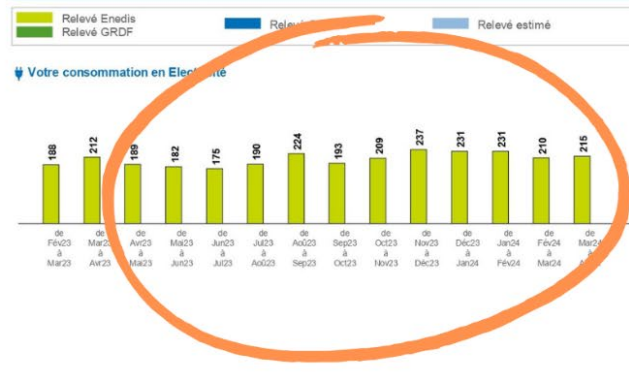 Relevé Enedis
Relevé
Relevé estimé
Relevé GRDF
Votre consommation en Electricité
188 212 189 182 175 190 224 193 209 237 231 231 210 215
de de de de de de de de de de de de de de
Fév23 Mar23 Avr23 Mai23 Jun23 Jul23 Aoû23 Sep23 Oct23 Nov23 Déc23 Jan24 Fév24 Mar24
à à à à à à à à à à à à à à
Mar23 Avr23 Mai23 Jun23 Jul23 Aoû23 Sep23 Oct23 Nov23 Déc23 Jan24 Fév24 Mar24